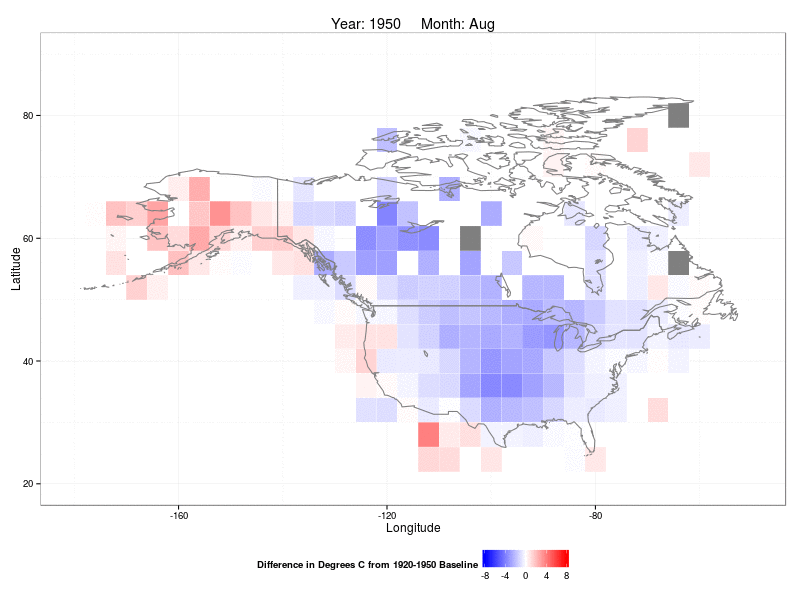 Year: 1950 Month: Aug
80
60
40
20
Latitude
-160 -120 -80
Longitude
Difference in Degrees C from 1920-1950 Baseline
-8 -4 0 4 8